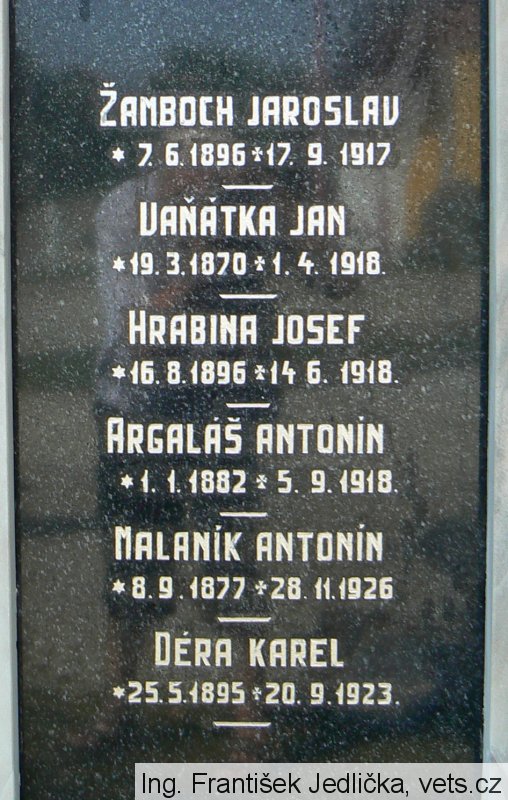 ŽAMBOCH JAROSLAV
* 7. 6. 1896 ✠ 17. 9. 1917
VAŇÁTKA JAN
* 19. 3. 1870 ✠ 1. 4. 1918.
HRABINA JOSEF
* 16. 8. 1896 ✠ 14 6. 1918.
ARGALÁŠ ANTONÍN
* 1. 1. 1882 ✠ 5. 9. 1918.
MALANÍK ANTONÍN
* 8. 9. 1877 ✠ 28. 11. 1926
DÉRA KAREL
* 25. 5. 1895 ✠ 20. 9. 1923.
Ing. František Jedlička, vets.cz